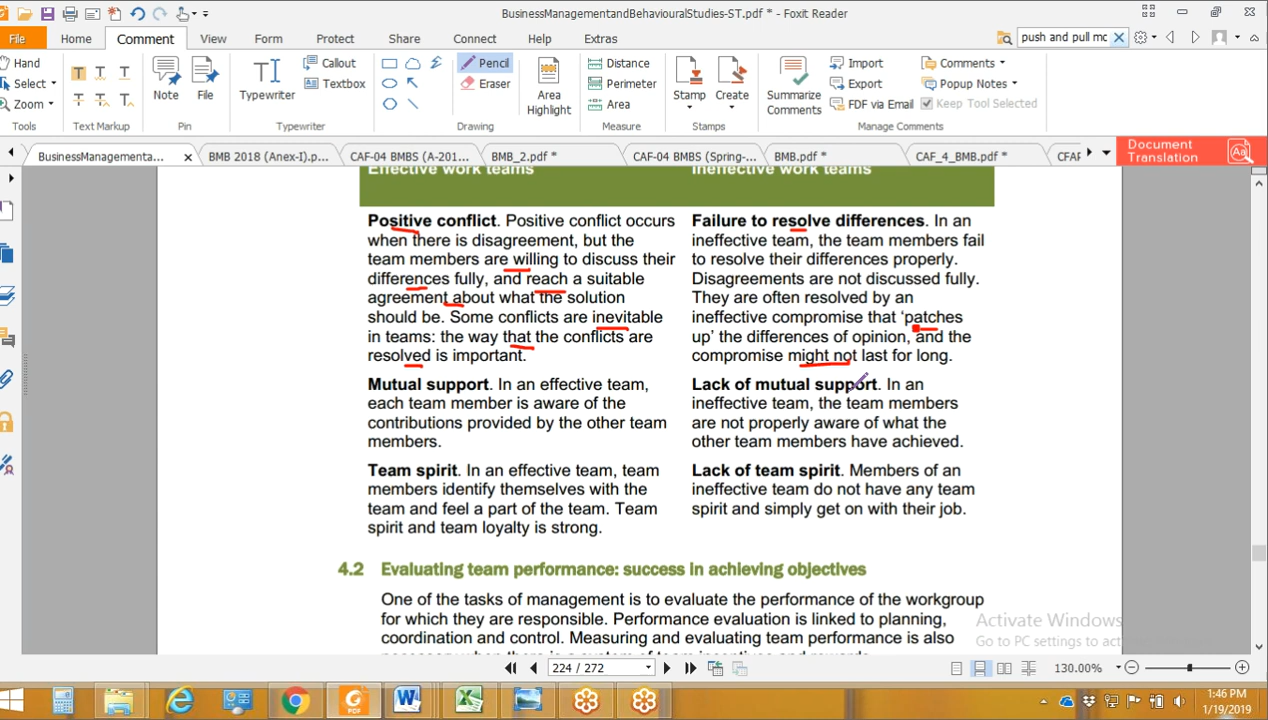 BusinessManagementandBehaviouralStudies-ST.pdf * - Foxit Reader
File Home Comment View Form Protect Share Connect Help Extras
push and pull mo
Hand
Select
Zoom
Tools
Text Markup
Note
File
Pin
Typewriter
Callout
Textbox
Typewriter
Pencil
Eraser
Drawing
Area Highlight
Distance
Perimeter
Area
Measure
Stamp
Create
Stamps
Summarize Comments
Import
Export
FDF via Email
Comments
Popup Notes
Keep Tool Selected
Manage Comments
BusinessManagementa... BMB 2018 (Anex-I).p... CAF-04 BMBS (A-201... BMB_2.pdf * CAF-04 BMBS (Spring-... BMB.pdf * CAF_4_BMB.pdf * CFAP
Document Translation
Effective work teams
Ineffective work teams
Positive conflict. Positive conflict occurs
when there is disagreement, but the
team members are willing to discuss their
differences fully, and reach a suitable
agreement about what the solution
should be. Some conflicts are inevitable
in teams: the way that the conflicts are
resolved is important.
Failure to resolve differences. In an
ineffective team, the team members fail
to resolve their differences properly.
Disagreements are not discussed fully.
They are often resolved by an
ineffective compromise that ‘patches
up’ the differences of opinion, and the
compromise might not last for long.
Mutual support. In an effective team,
each team member is aware of the
contributions provided by the other team
members.
Lack of mutual support. In an
ineffective team, the team members
are not properly aware of what the
other team members have achieved.
Team spirit. In an effective team, team
members identify themselves with the
team and feel a part of the team. Team
spirit and team loyalty is strong.
Lack of team spirit. Members of an
ineffective team do not have any team
spirit and simply get on with their job.
4.2 Evaluating team performance: success in achieving objectives
One of the tasks of management is to evaluate the performance of the workgroup
for which they are responsible. Performance evaluation is linked to planning,
coordination and control. Measuring and evaluating team performance is also
Activate Windows
Go to PC settings to
224 / 272
130.00%
1:46 PM
1/19/2019